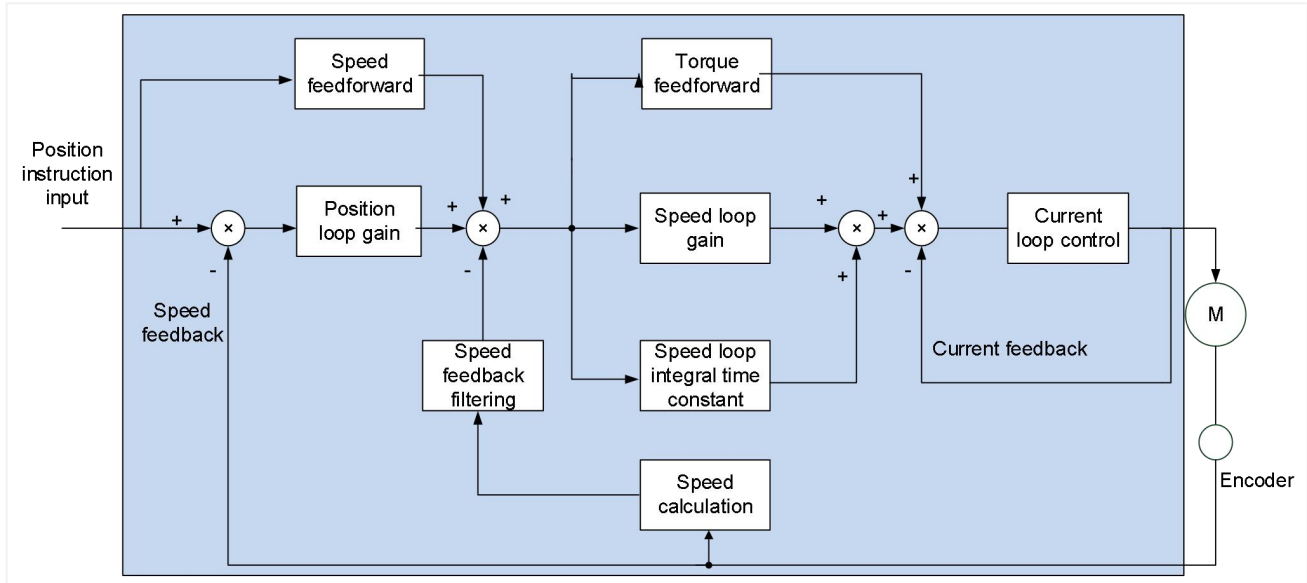 Speed
feedforward
Torque
feedforward
Position
instruction
input
+
×
-
Position
loop gain
+
+
×
-
Speed loop
gain
+
×
+
+
+
×
-
Current
loop control
M
Speed
feedback
Speed
feedback
filtering
Speed loop
integral time
constant
Current feedback
Speed
calculation
Encoder